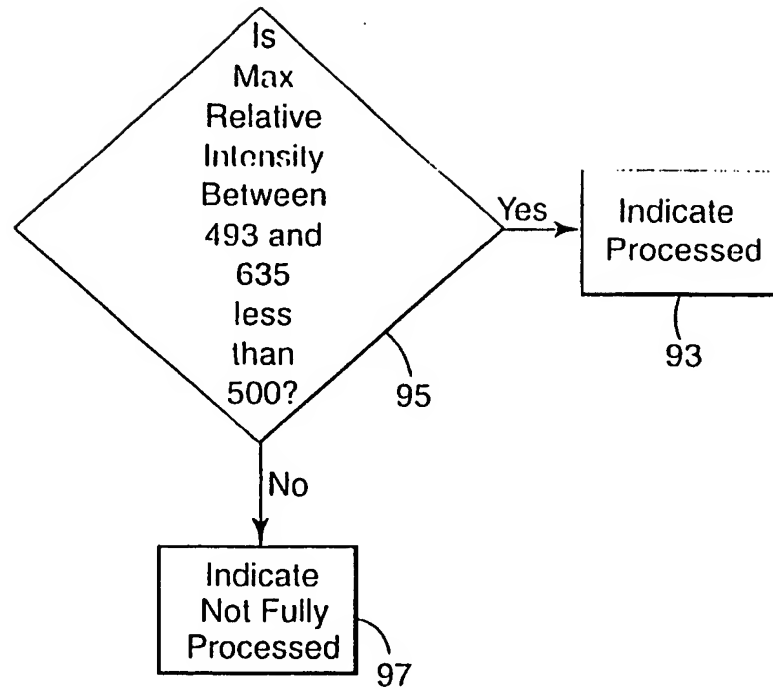 Is
Max
Relative
Intensity
Between
493 and
635
less
than
500?
Yes
Indicate
Processed
93
95
No
Indicate
Not Fully
Processed
97